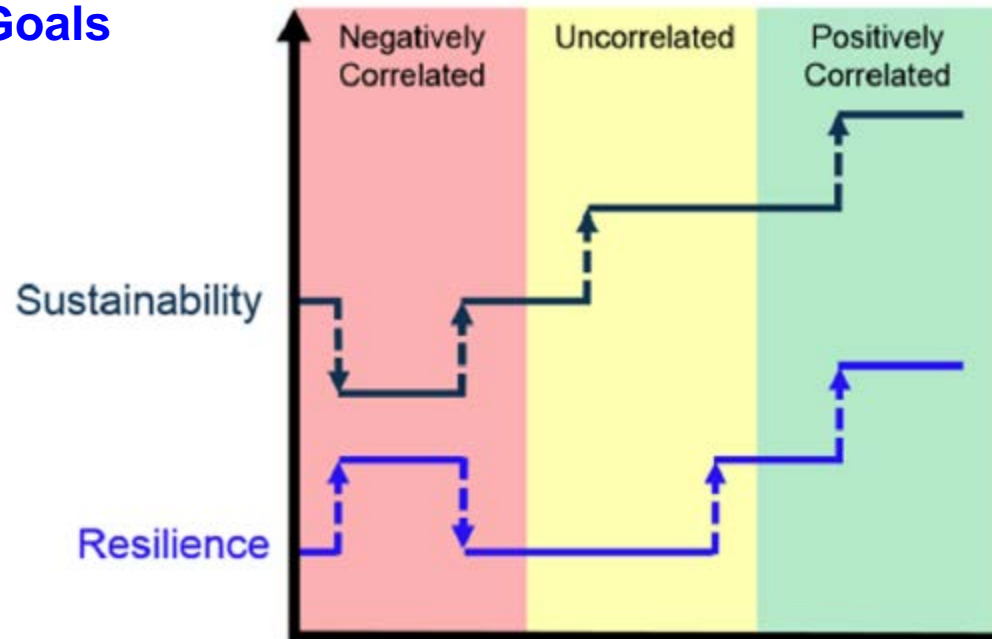 Goals
Negatively
Correlated
Uncorrelated
Positively
Correlated
Sustainability
Resilience